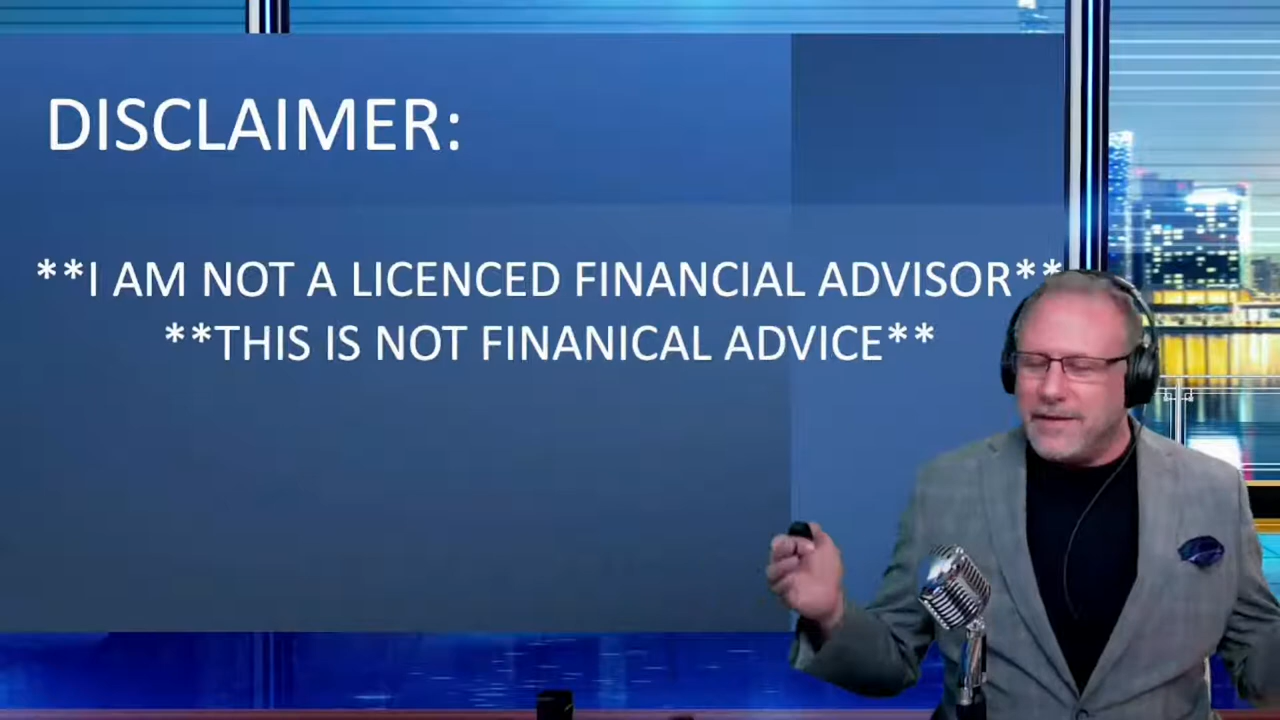 DISCLAIMER:
**I AM NOT A LICENCED FINANCIAL ADVISOR**
**THIS IS NOT FINANICAL ADVICE**